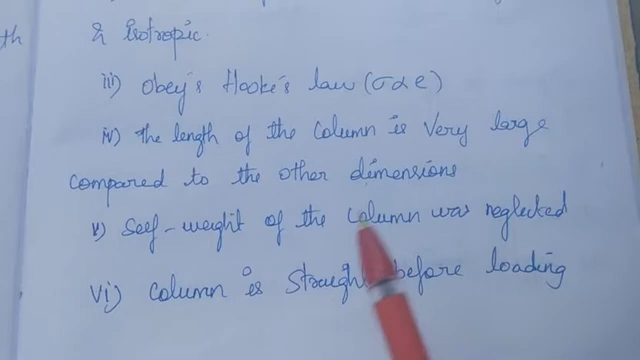 th
& isotropic.
iii) Obey's Hooke's law (σ α e)
iv) The length of the column is very large
compared to the other dimensions
v) Self-weight of the column was neglected
vi) Column is straight before loading